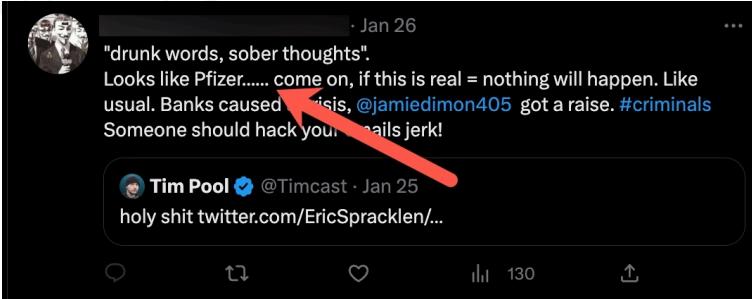 · Jan 26
"drunk words, sober thoughts".
Looks like Pfizer...... come on, if this is real = nothing will happen. Like
usual. Banks caused risis, @jamiedimon405 got a raise. #criminals
Someone should hack your ails jerk!
Tim Pool @Timcast · Jan 25
holy shit twitter.com/EricSpracklen/...
130